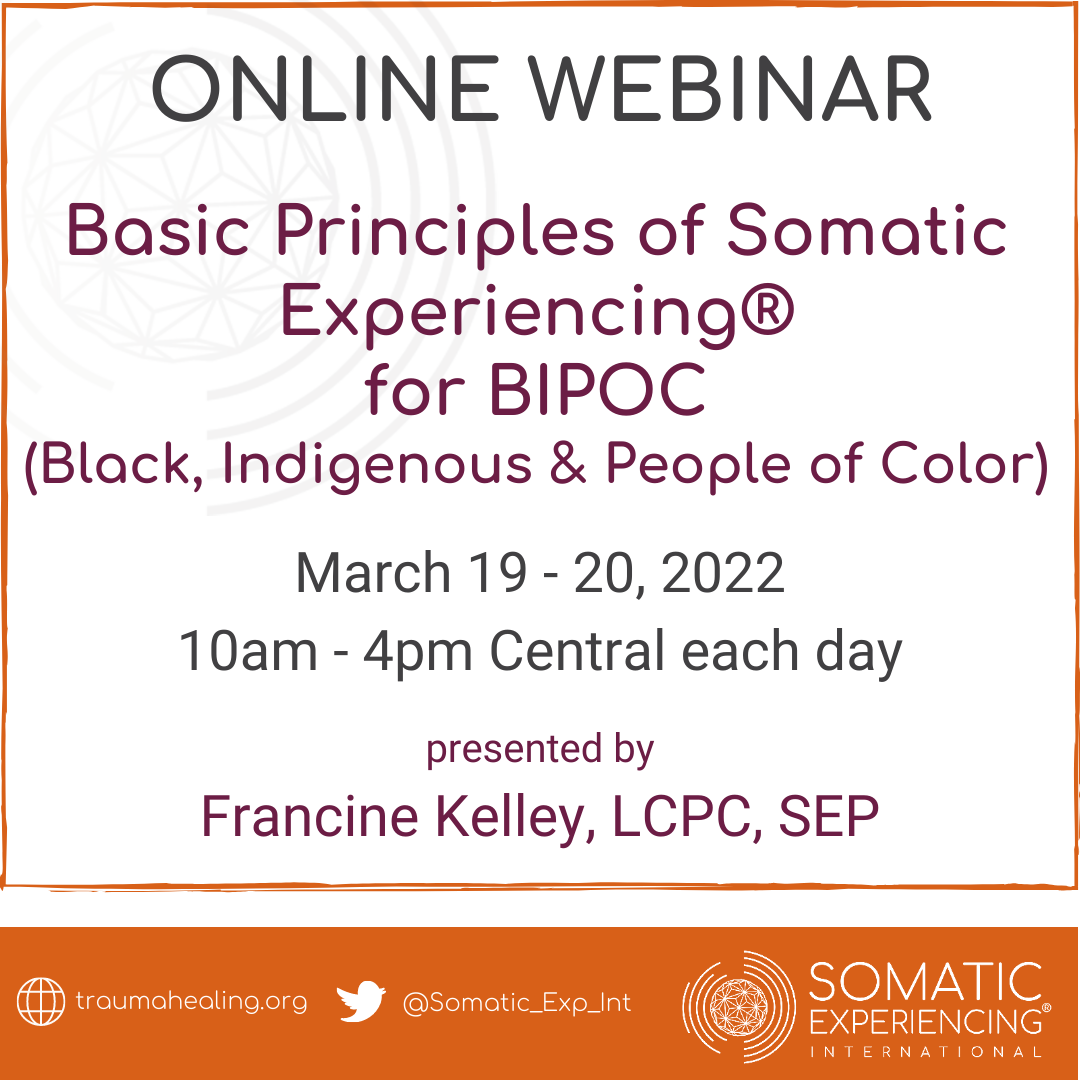 ONLINE WEBINAR
Basic Principles of Somatic
Experiencing®
for BIPOC
(Black, Indigenous & People of Color)
March 19 - 20, 2022
10am - 4pm Central each day
presented by
Francine Kelley, LCPC, SEP
traumahealing.org
@Somatic_Exp_Int
SOMATIC
EXPERIENCING®
INTERNATIONAL